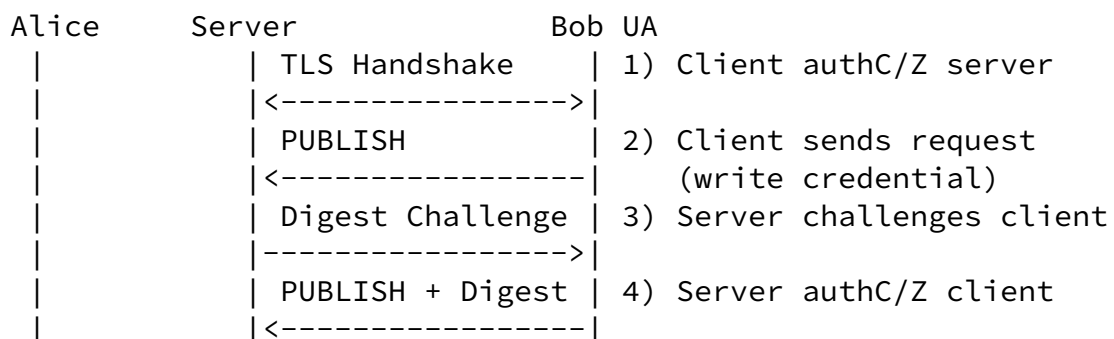 Alice     Server              Bob UA
 |           | TLS Handshake    | 1) Client authC/Z server
 |           |<---------------->|
 |           | PUBLISH          | 2) Client sends request
 |           |<-----------------|    (write credential)
 |           | Digest Challenge | 3) Server challenges client
 |           |----------------->|
 |           | PUBLISH + Digest | 4) Server authC/Z client
 |           |<-----------------|